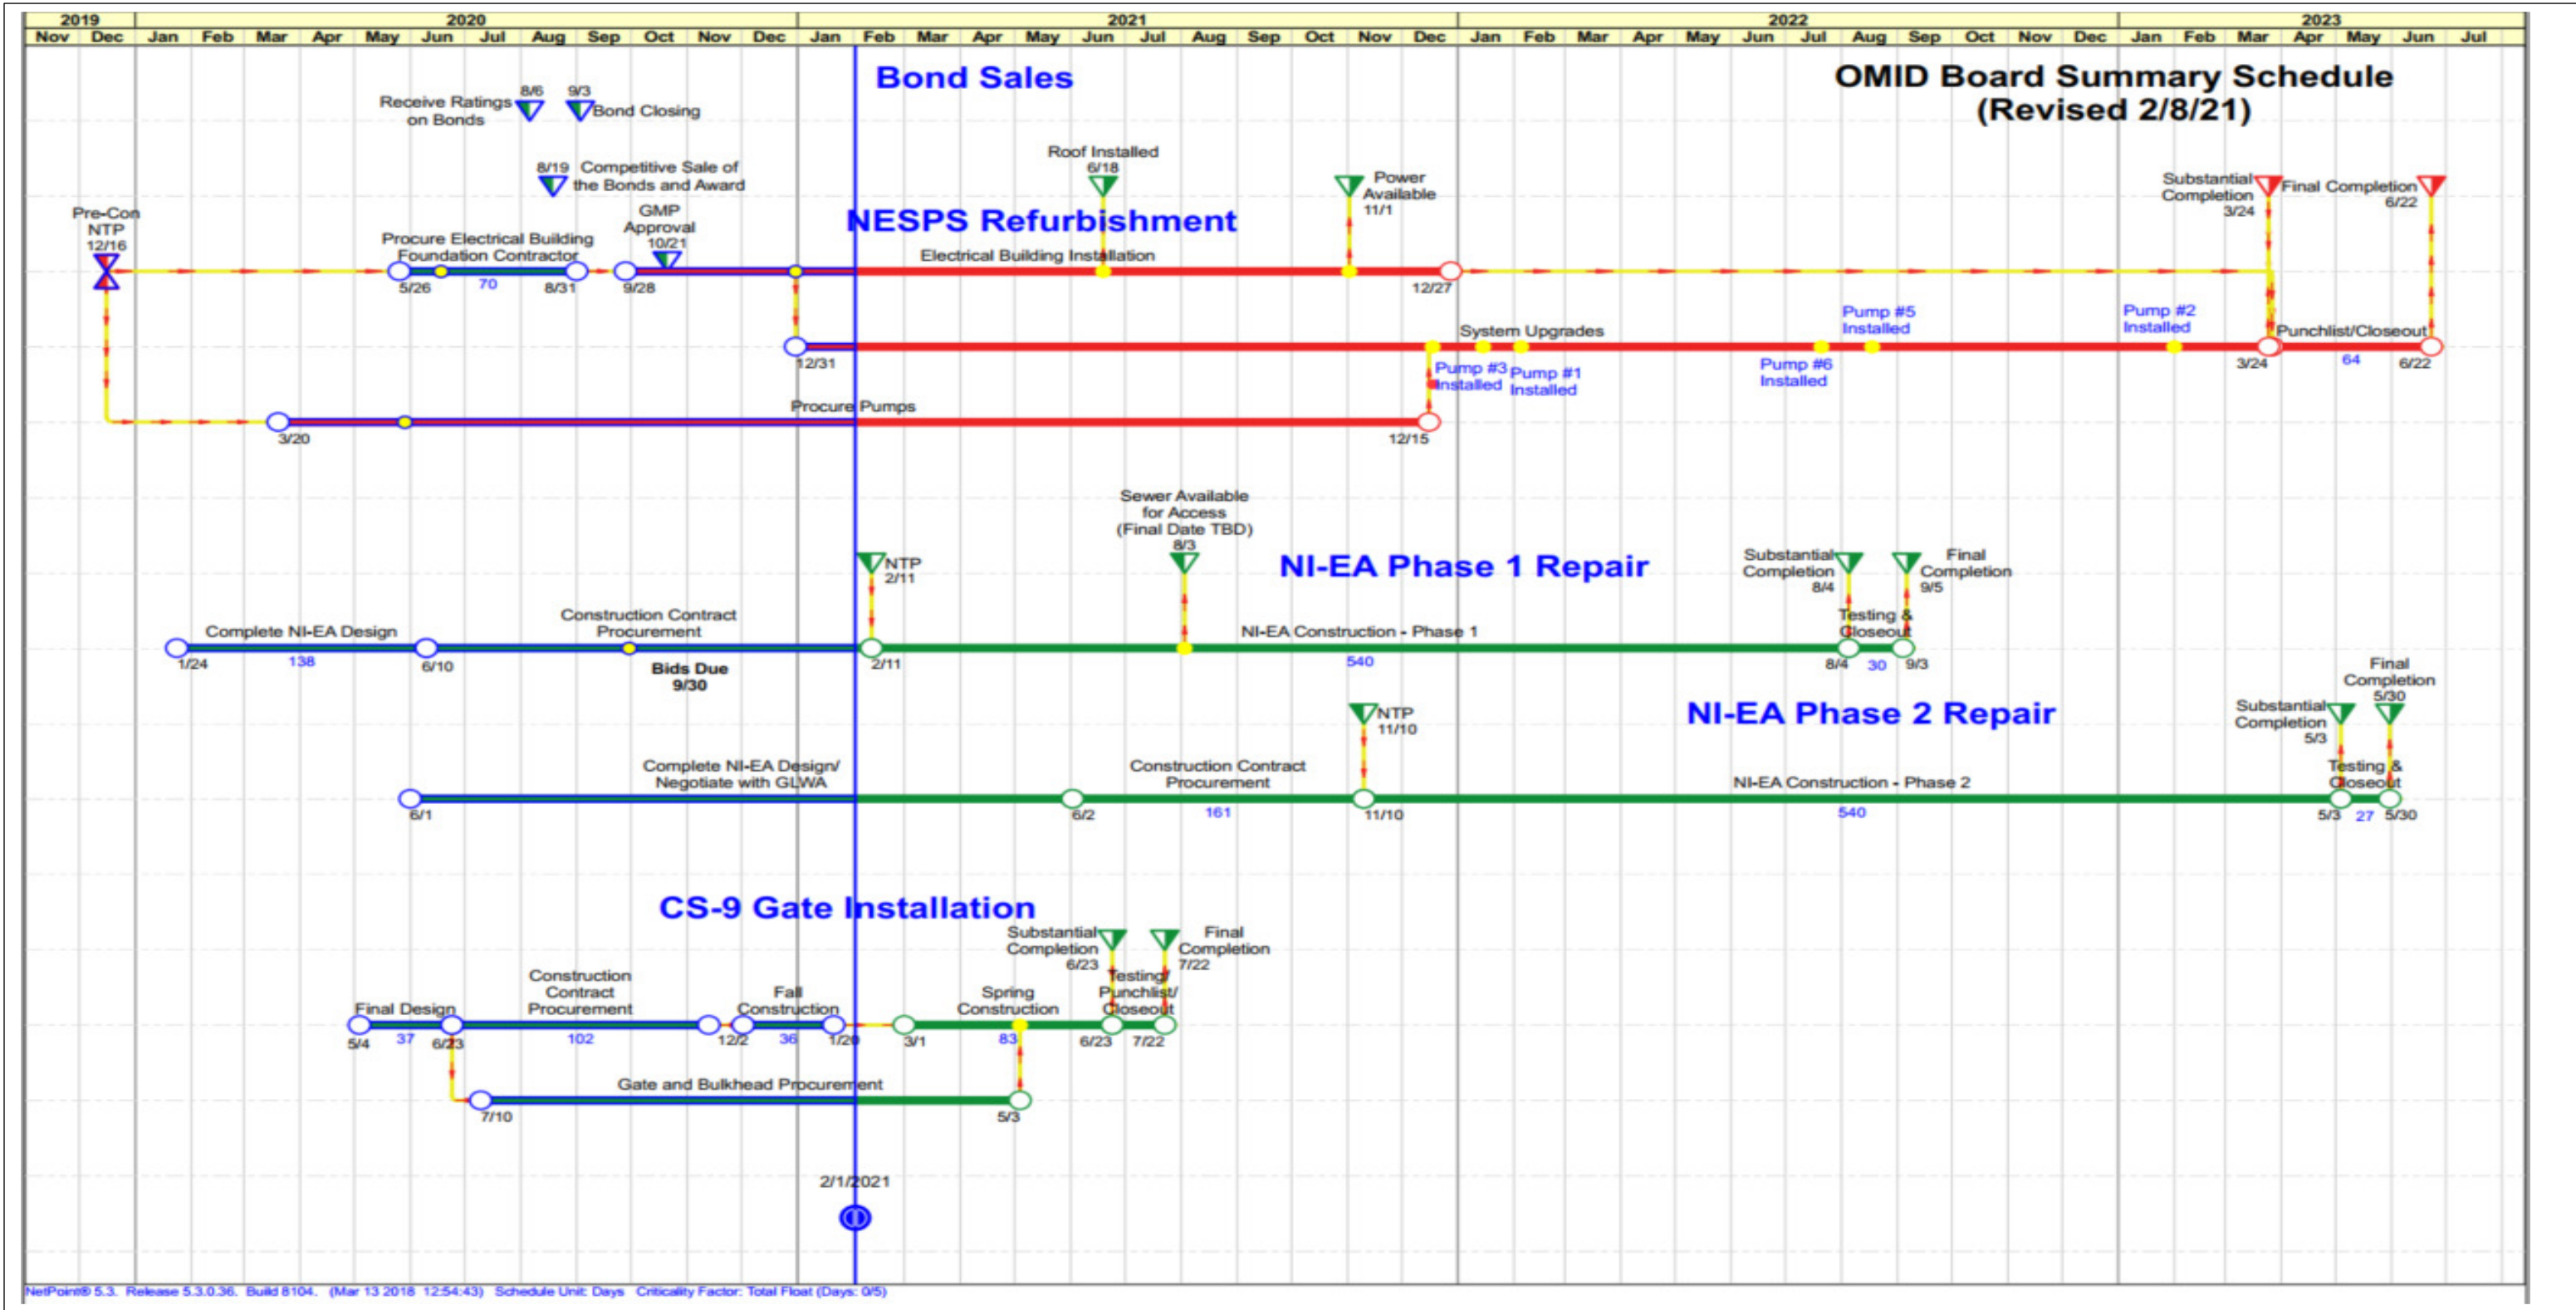 2019 2020 2021 2022 2023
Nov Dec Jan Feb Mar Apr May Jun Jul Aug Sep Oct Nov Dec Jan Feb Mar Apr May Jun Jul Aug Sep Oct Nov Dec Jan Feb Mar Apr May Jun Jul Aug Sep Oct Nov Dec Jan Feb Mar Apr May Jun Jul
Bond Sales
OMID Board Summary Schedule
(Revised 2/8/21)
8/6
Receive Ratings
on Bonds
9/3
Bond Closing
8/19
Competitive Sale of
the Bonds and Award
NESPS Refurbishment
Pre-Con
NTP
12/16
Procure Electrical Building
Foundation Contractor
5/26
70
8/31
GMP
Approval
10/21
9/28
Electrical Building Installation
Roof Installed
6/18
Power
Available
11/1
12/27
Substantial
Completion
3/24
Final Completion
6/22
12/31
System Upgrades
Pump #3
Installed
Pump #1
Installed
Pump #6
Installed
Pump #5
Installed
Pump #2
Installed
3/24
Punchlist/Closeout
64
6/22
Procure Pumps
3/20
12/15
NI-EA Phase 1 Repair
Sewer Available
for Access
(Final Date TBD)
8/3
NTP
2/11
Substantial
Completion
8/4
Final
Completion
9/5
Complete NI-EA Design
1/24
138
6/10
Construction Contract
Procurement
Bids Due
9/30
2/11
NI-EA Construction - Phase 1
540
Testing &
Closeout
8/4
30
9/3
NI-EA Phase 2 Repair
NTP
11/10
Substantial
Completion
5/3
Final
Completion
5/30
Complete NI-EA Design/
Negotiate with GLWA
6/1
6/2
Construction Contract
Procurement
161
11/10
NI-EA Construction - Phase 2
540
Testing &
Closeout
5/3
27
5/30
CS-9 Gate Installation
Substantial
Completion
6/23
Final
Completion
7/22
Final Design
5/4
37
6/23
Construction
Contract
Procurement
102
Fall
Construction
12/2
36
1/20
Spring
Construction
3/1
83
Testing/
Punchlist/
Closeout
6/23
7/22
Gate and Bulkhead Procurement
7/10
5/3
2/1/2021
NetPoint® 5.3. Release 5.3.0.36. Build 8104. (Mar 13 2018 12:54:43) Schedule Unit: Days Criticality Factor: Total Float (Days: 0/5)